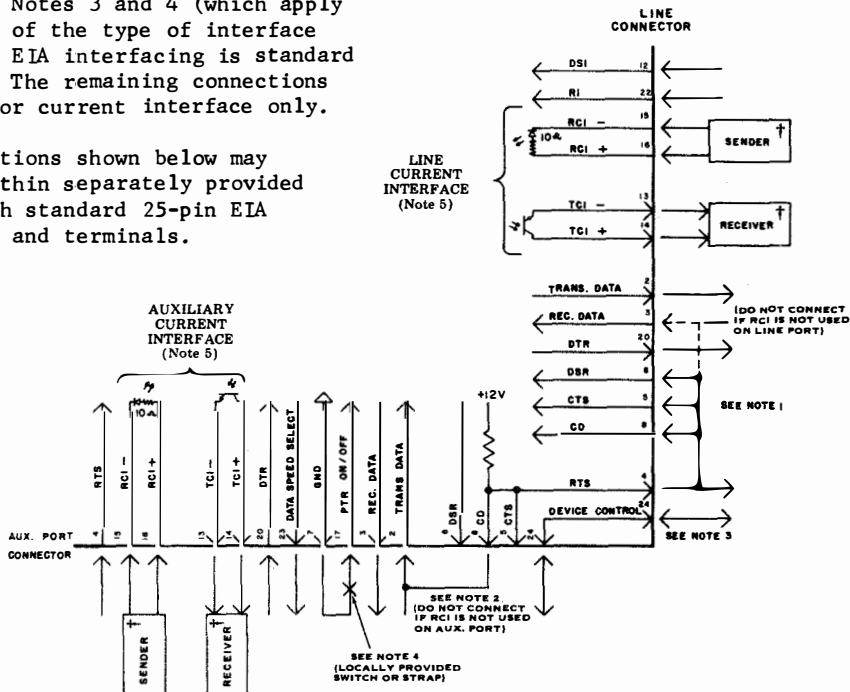 Notes 3 and 4 (which apply
of the type of interface
EIA interfacing is standard
The remaining connections
or current interface only.
tions shown below may
thin separately provided
h standard 25-pin EIA
and terminals.
LINE
CONNECTOR
DSI 12
RI 22
RCI - 15
10Ω
RCI + 16
SENDER †
LINE
CURRENT
INTERFACE
(Note 5)
TCI - 13
TCI + 14
RECEIVER †
TRANS. DATA 2
REC. DATA 3
(DO NOT CONNECT
IF RCI IS NOT USED
ON LINE PORT)
DTR 20
DSR 6
CTS 5
CD 8
SEE NOTE 1
RTS 4
DEVICE CONTROL 24
SEE NOTE 3
AUXILIARY
CURRENT
INTERFACE
(Note 5)
10Ω
+12V
RTS
RCI -
RCI +
TCI -
TCI +
DTR
DATA SPEED SELECT
GND
PTR ON/OFF
REC. DATA
TRANS DATA
DSR
CD
CTS
AUX. PORT
CONNECTOR
4 15 16 13 14 20 23 7 17 3 2 6 8 5 24
SEE NOTE 2
(DO NOT CONNECT
IF RCI IS NOT USED
ON AUX. PORT)
SEE NOTE 4
(LOCALLY PROVIDED
SWITCH OR STRAP)
† SENDER
† RECEIVER